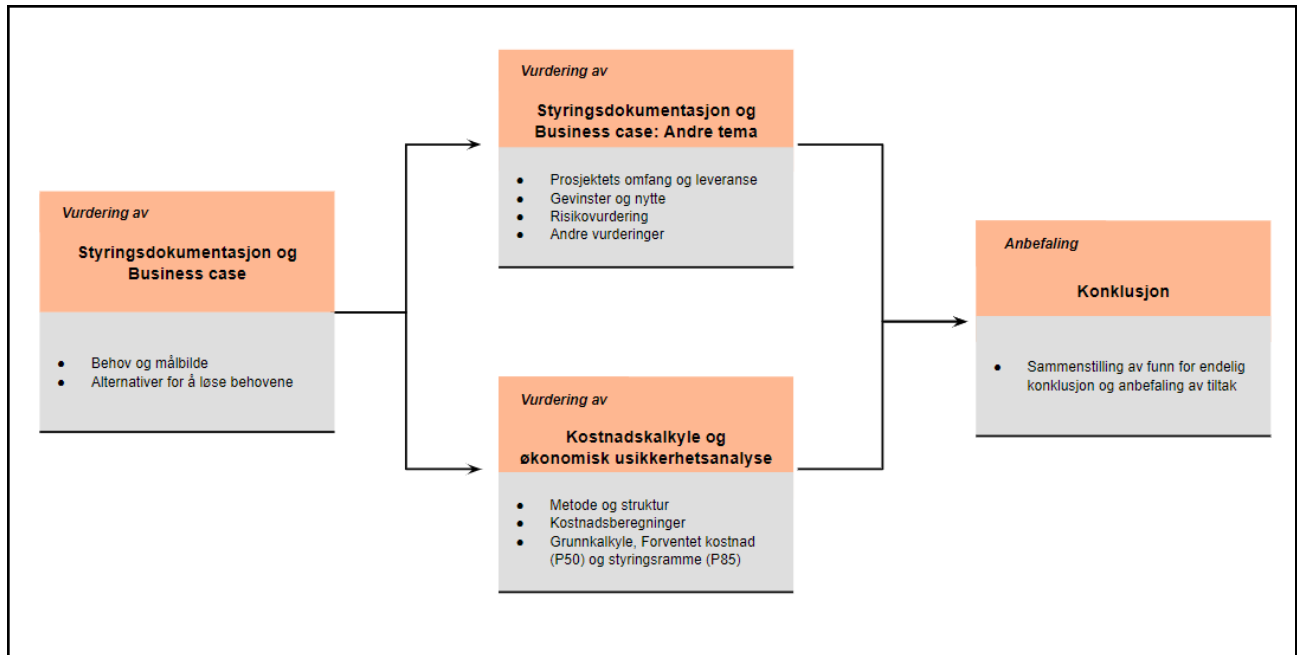 Vurdering av
Styringsdokumentasjon og
Business case
● Behov og målbilde
● Alternativer for å løse behovene
Vurdering av
Styringsdokumentasjon og
Business case: Andre tema
● Prosjektets omfang og leveranse
● Gevinster og nytte
● Risikovurdering
● Andre vurderinger
Vurdering av
Kostnadskalkyle og
økonomisk usikkerhetsanalyse
● Metode og struktur
● Kostnadsberegninger
● Grunnkalkyle, Forventet kostnad
(P50) og styringsramme (P85)
Anbefaling
Konklusjon
● Sammenstilling av funn for endelig
konklusjon og anbefaling av tiltak